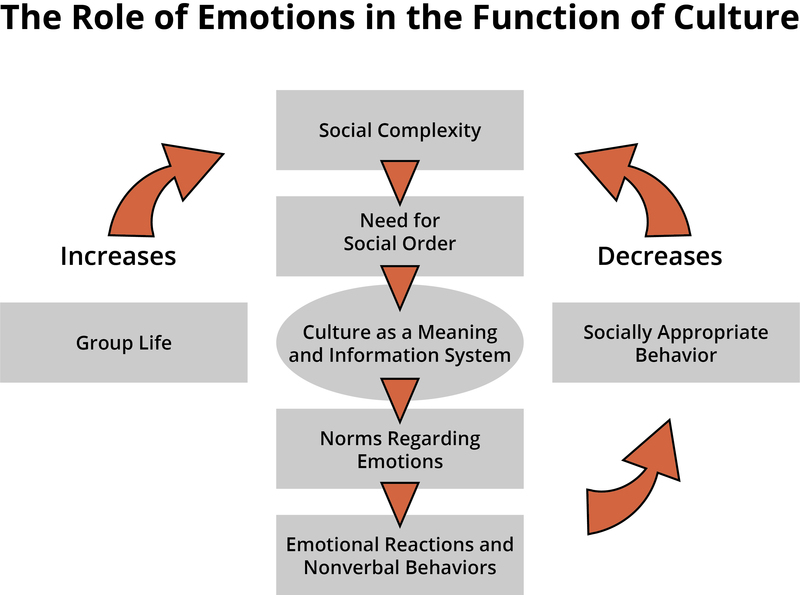 The Role of Emotions in the Function of Culture
Social Complexity
Need for
Social Order
Increases
Decreases
Group Life
Culture as a Meaning
and Information System
Socially Appropriate
Behavior
Norms Regarding
Emotions
Emotional Reactions and
Nonverbal Behaviors